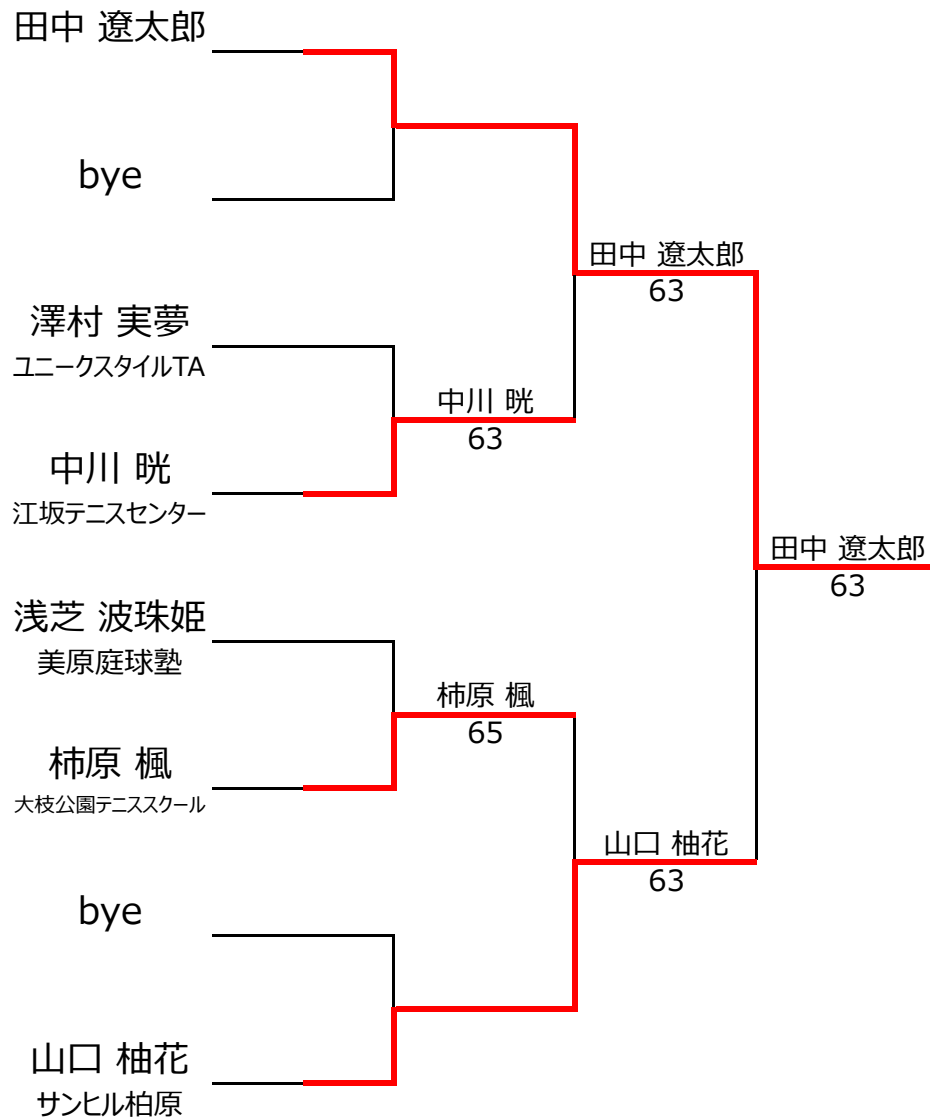 田中 遼太郎
bye
田中 遼太郎
63
澤村 実夢
ユニークスタイルTA
中川 晄
63
中川 晄
江坂テニスセンター
田中 遼太郎
63
浅芝 波珠姫
美原庭球塾
柿原 楓
65
柿原 楓
大枝公園テニススクール
山口 柚花
63
bye
山口 柚花
サンヒル柏原